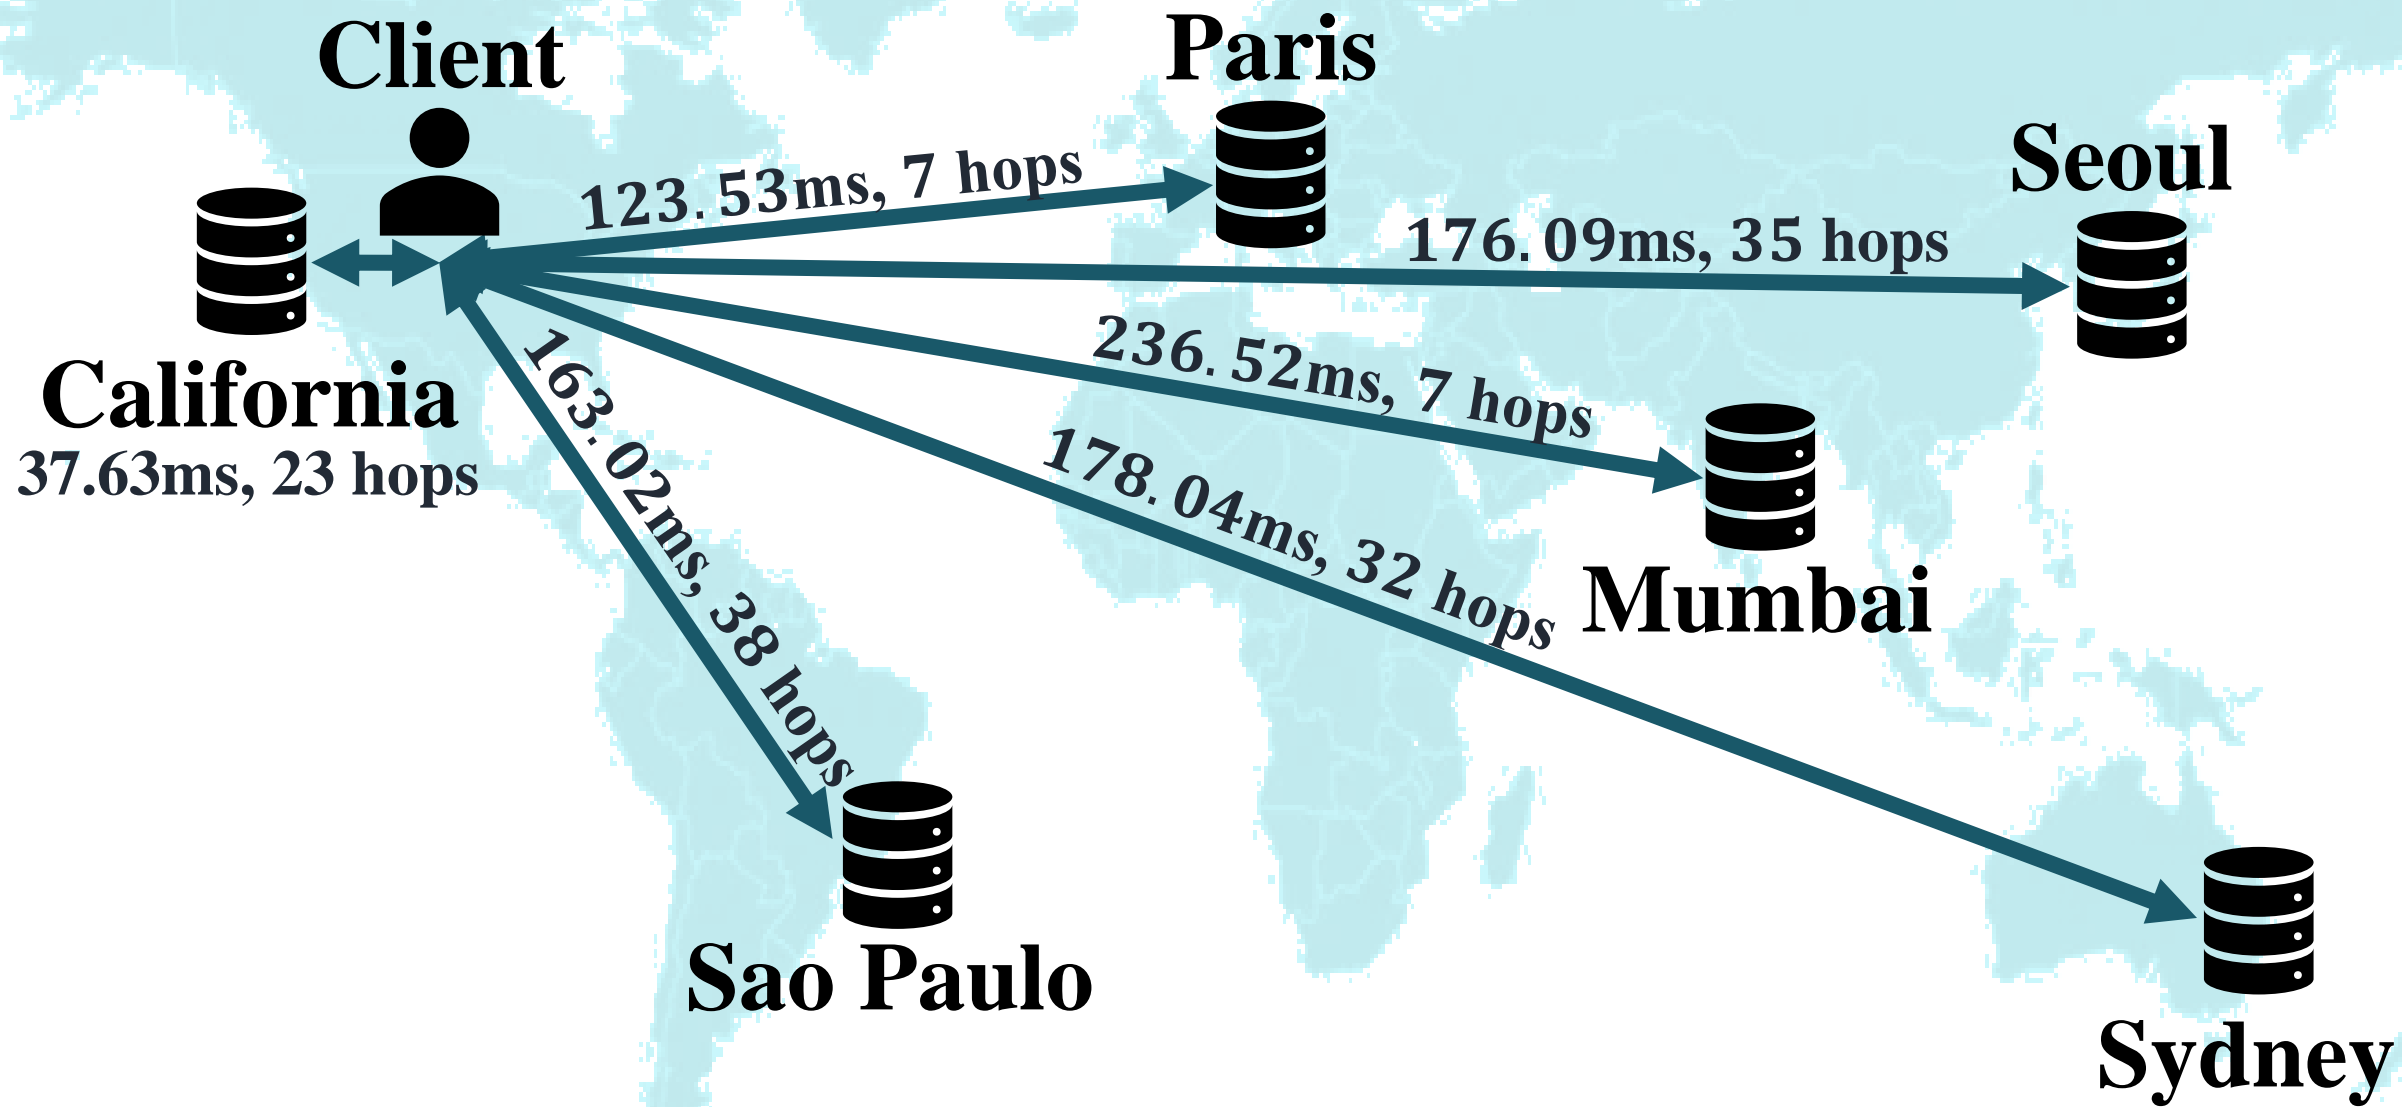 Client
Paris
Seoul
123.53ms, 7 hops
176.09ms, 35 hops
236.52ms, 7 hops
California
37.63ms, 23 hops
163.02ms, 38 hops
178.04ms, 32 hops
Mumbai
Sao Paulo
Sydney